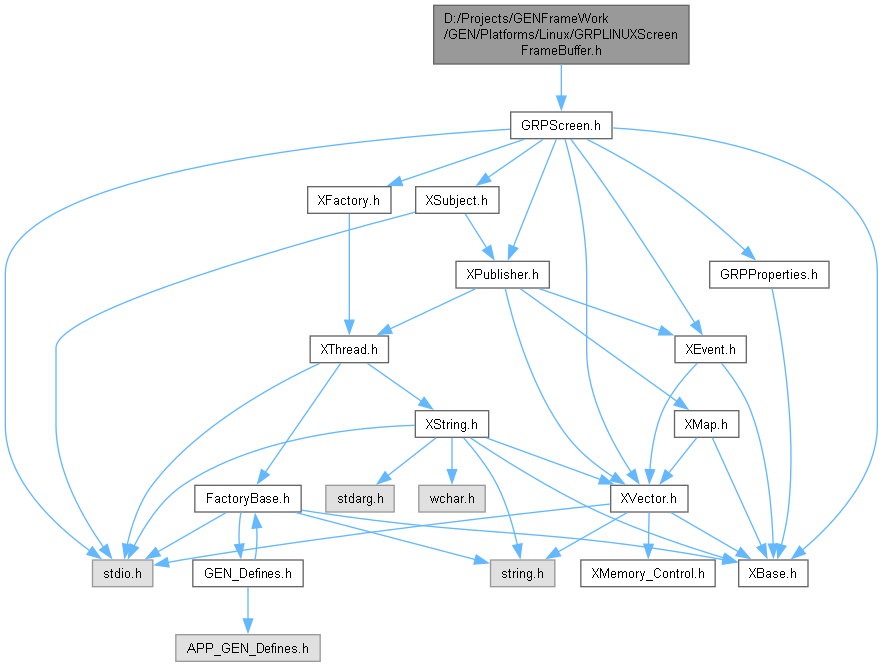 D:/Projects/GENFrameWork
/GEN/Platforms/Linux/GRPLINUXScreen
FrameBuffer.h
GRPScreen.h
XFactory.h
XSubject.h
XPublisher.h
GRPProperties.h
XThread.h
XEvent.h
XString.h
XMap.h
FactoryBase.h
stdarg.h
wchar.h
XVector.h
stdio.h
GEN_Defines.h
string.h
XMemory_Control.h
XBase.h
APP_GEN_Defines.h